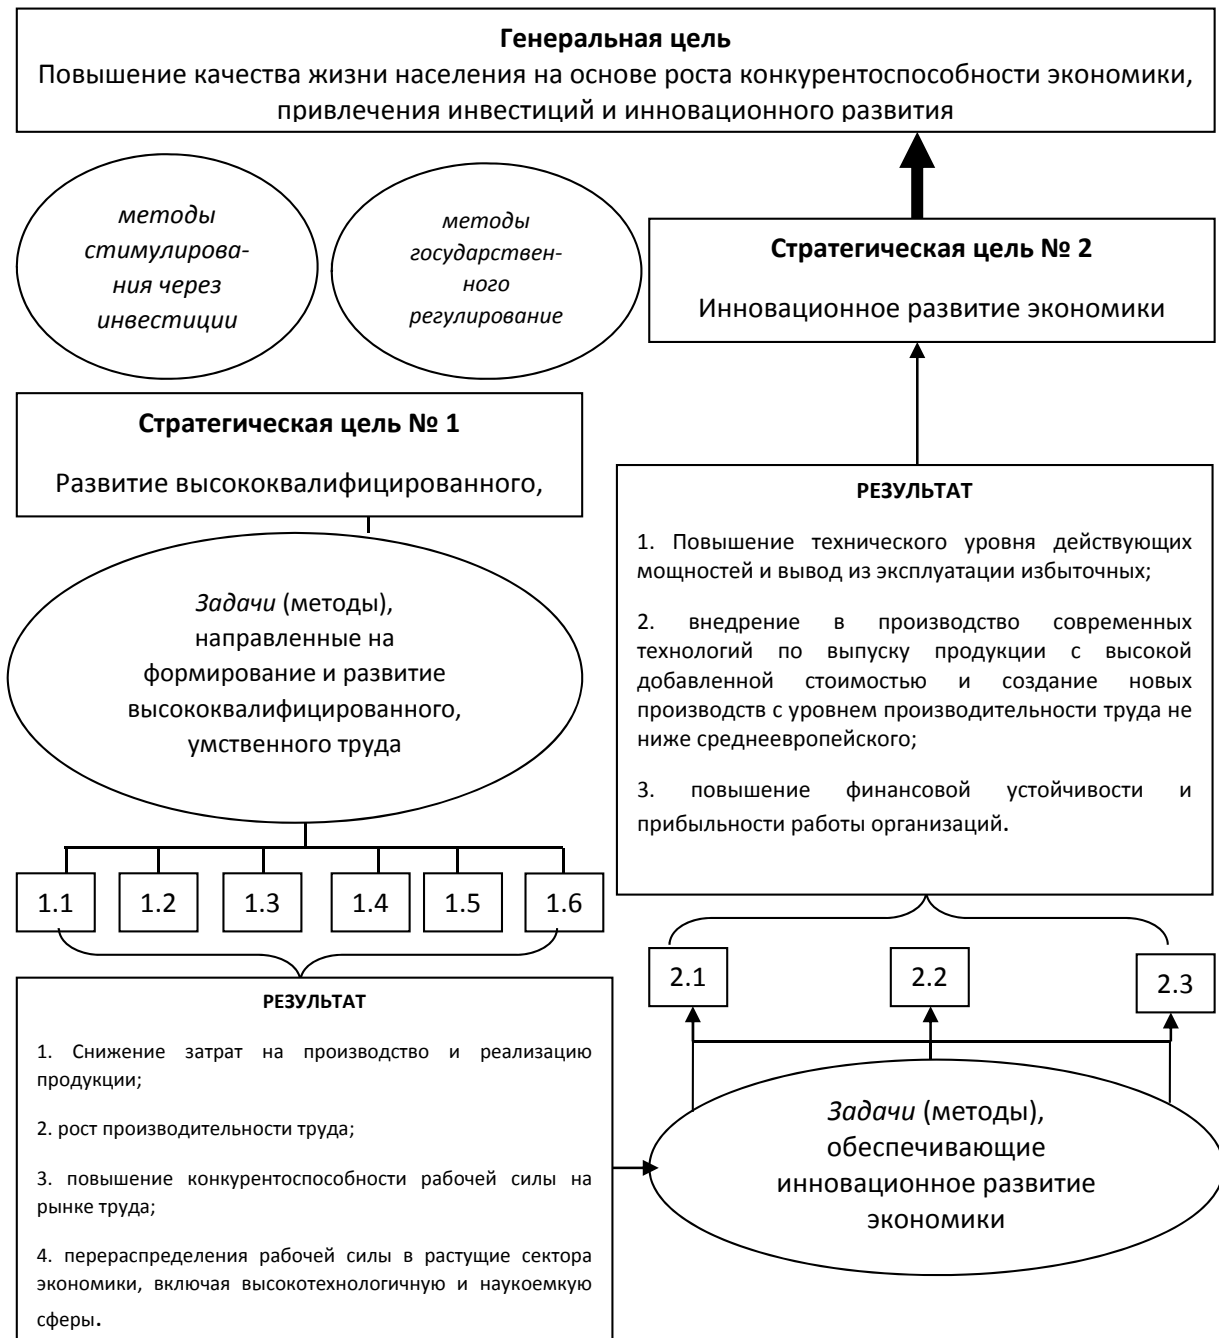 Генеральная цель
Повышение качества жизни населения на основе роста конкурентоспособности экономики,
привлечения инвестиций и инновационного развития
методы
стимулирова-
ния через
инвестиции
методы
государствен-
ного
регулирование
Стратегическая цель № 2
Инновационное развитие экономики
Стратегическая цель № 1
Развитие высококвалифицированного,
Задачи (методы),
направленные на
формирование и развитие
высококвалифицированного,
умственного труда
1.1
1.2
1.3
1.4
1.5
1.6
РЕЗУЛЬТАТ
1. Снижение затрат на производство и реализацию
продукции;
2. рост производительности труда;
3. повышение конкурентоспособности рабочей силы на
рынке труда;
4. перераспределения рабочей силы в растущие сектора
экономики, включая высокотехнологичную и наукоемкую
сферы.
РЕЗУЛЬТАТ
1. Повышение технического уровня действующих
мощностей и вывод из эксплуатации избыточных;
2. внедрение в производство современных
технологий по выпуску продукции с высокой
добавленной стоимостью и создание новых
производств с уровнем производительности труда не
ниже среднеевропейского;
3. повышение финансовой устойчивости и
прибыльности работы организаций.
2.1
2.2
2.3
Задачи (методы),
обеспечивающие
инновационное развитие
экономики